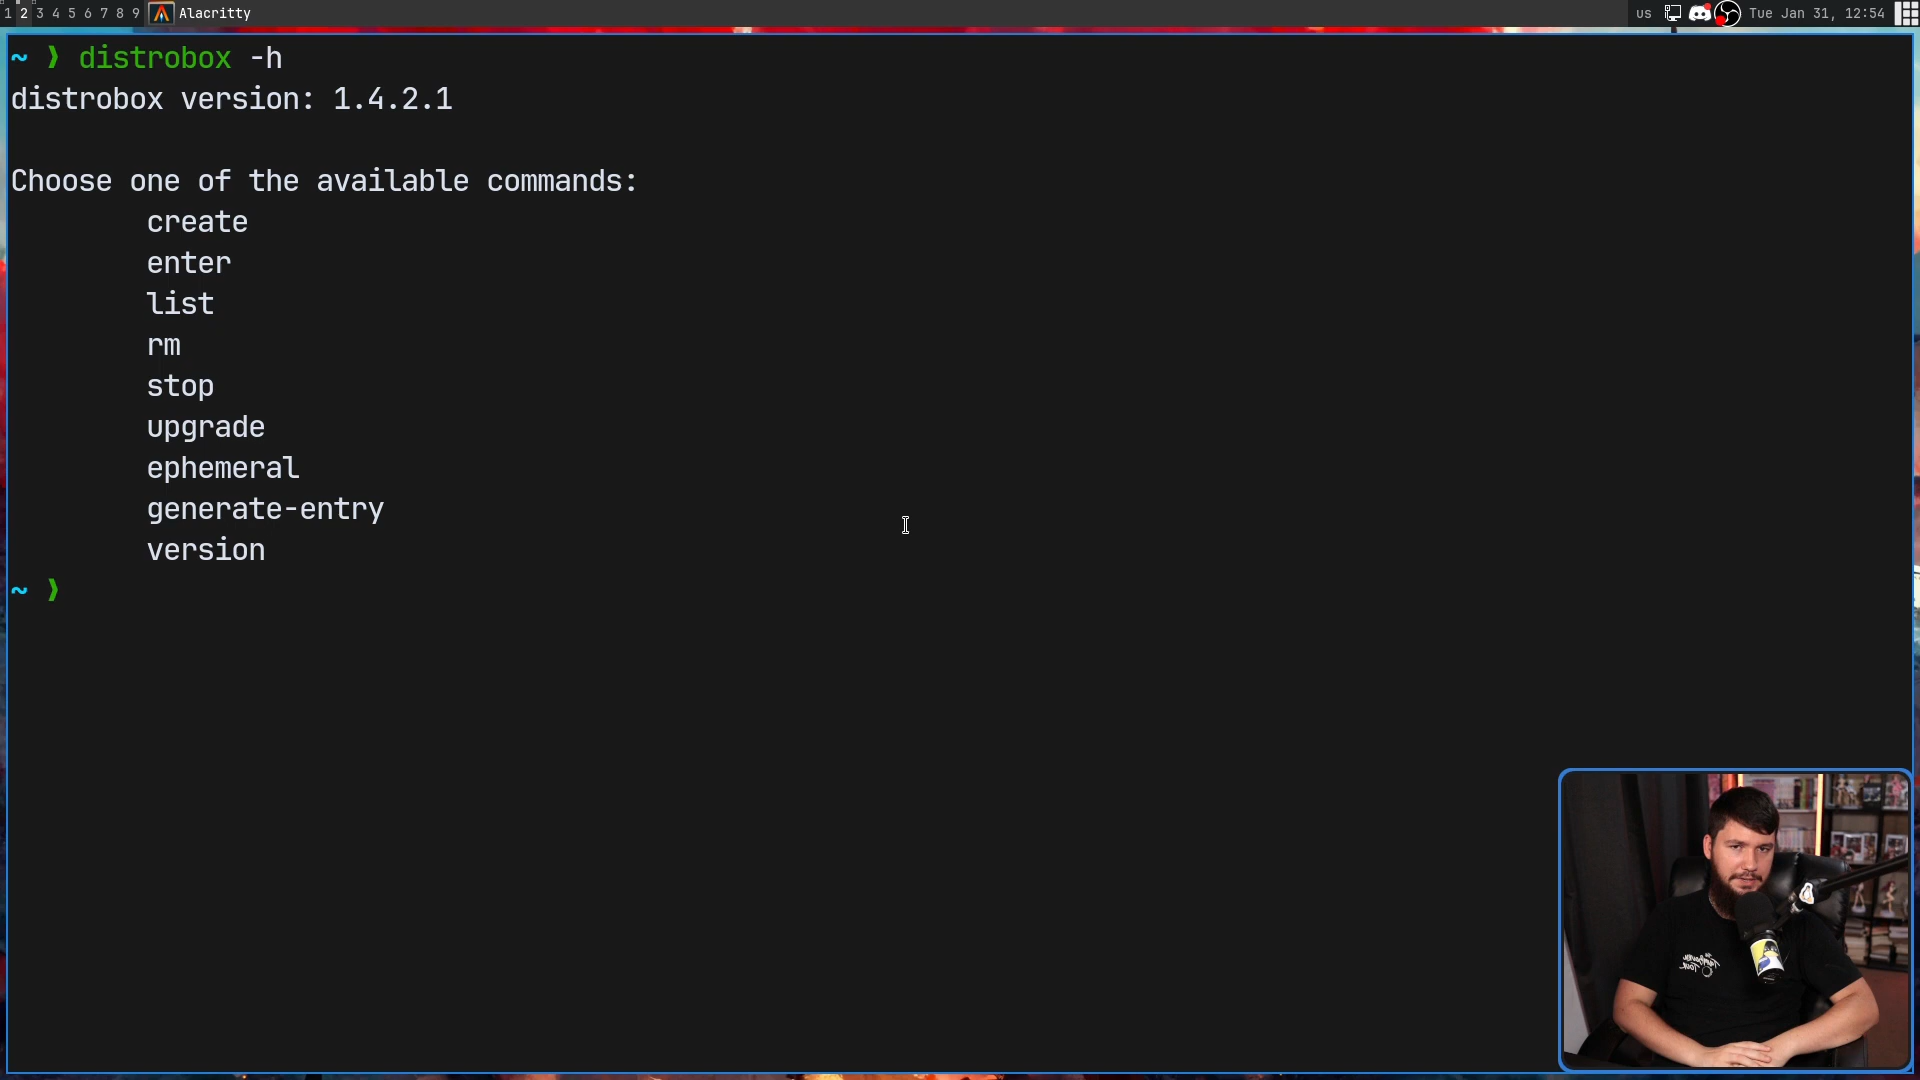 1 2 3 4 5 6 7 8 9 Alacritty us Tue Jan 31, 12:54
~ ❯ distrobox -h
distrobox version: 1.4.2.1
Choose one of the available commands:
create
enter
list
rm
stop
upgrade
ephemeral
generate-entry
version
~ ❯